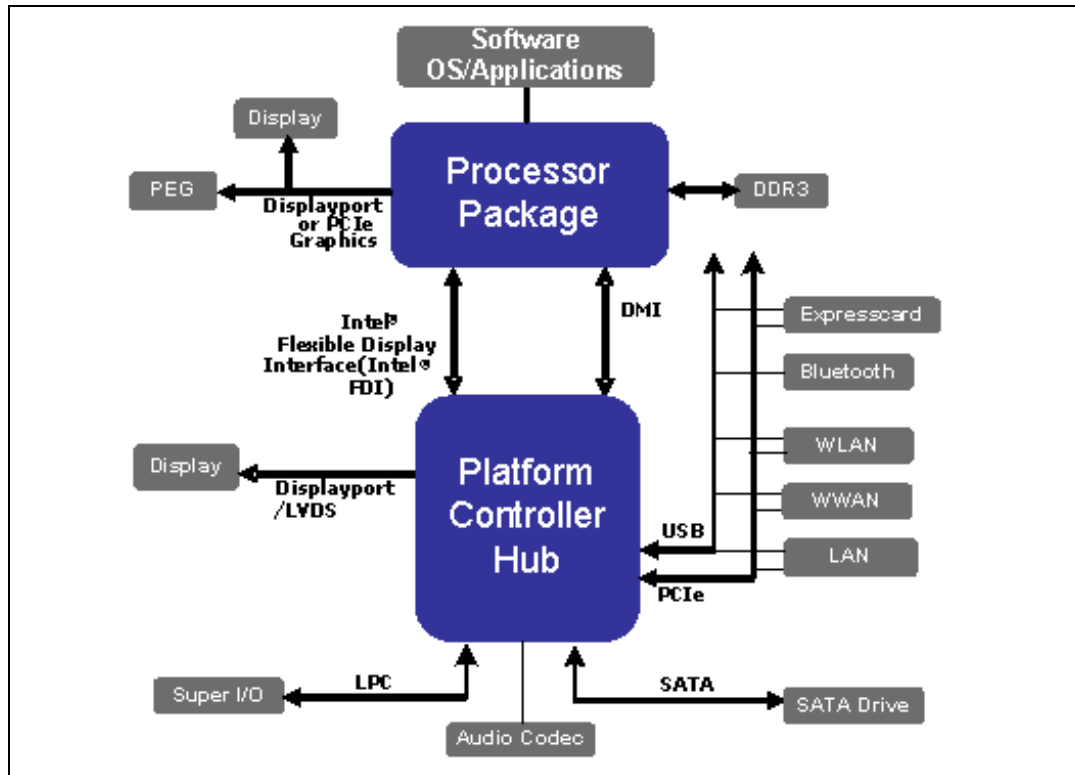 Software
OS/Applications
Display
Processor
Package
PEG
DDR3
Displayport
or PCIe
Graphics
DMI
Intel®
Flexible Display
Interface(Intel®
FDI)
Expresscard
Bluetooth
WLAN
Display
Platform
Controller
Hub
Displayport
/LVDS
WWAN
USB
LAN
PCIe
LPC
SATA
Super I/O
SATA Drive
Audio Codec